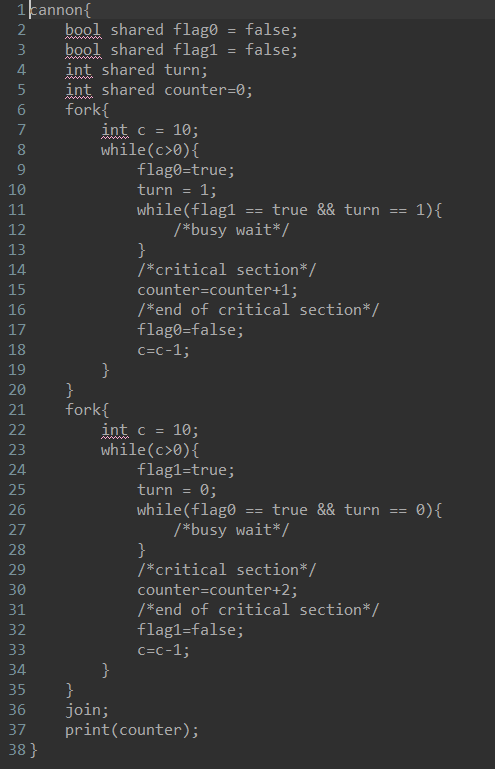 1 cannon{
2     bool shared flag0 = false;
3     bool shared flag1 = false;
4     int shared turn;
5     int shared counter=0;
6     fork{
7         int c = 10;
8         while(c>0){
9             flag0=true;
10             turn = 1;
11             while(flag1 == true && turn == 1){
12                 /*busy wait*/
13             }
14             /*critical section*/
15             counter=counter+1;
16             /*end of critical section*/
17             flag0=false;
18             c=c-1;
19         }
20     }
21     fork{
22         int c = 10;
23         while(c>0){
24             flag1=true;
25             turn = 0;
26             while(flag0 == true && turn == 0){
27                 /*busy wait*/
28             }
29             /*critical section*/
30             counter=counter+2;
31             /*end of critical section*/
32             flag1=false;
33             c=c-1;
34         }
35     }
36     join;
37     print(counter);
38 }